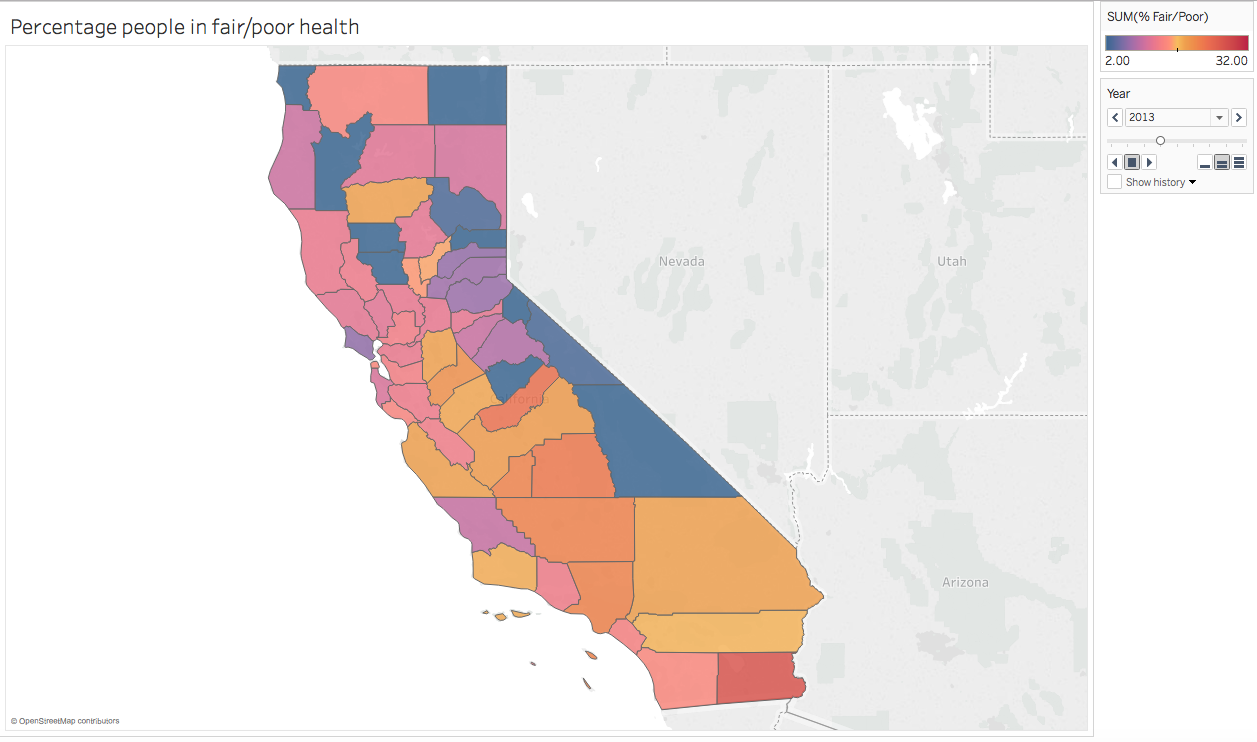 Percentage people in fair/poor health
SUM(% Fair/Poor)
2.00 32.00
Year
2013
Show history
Nevada
Utah
California
Arizona
© OpenStreetMap contributors